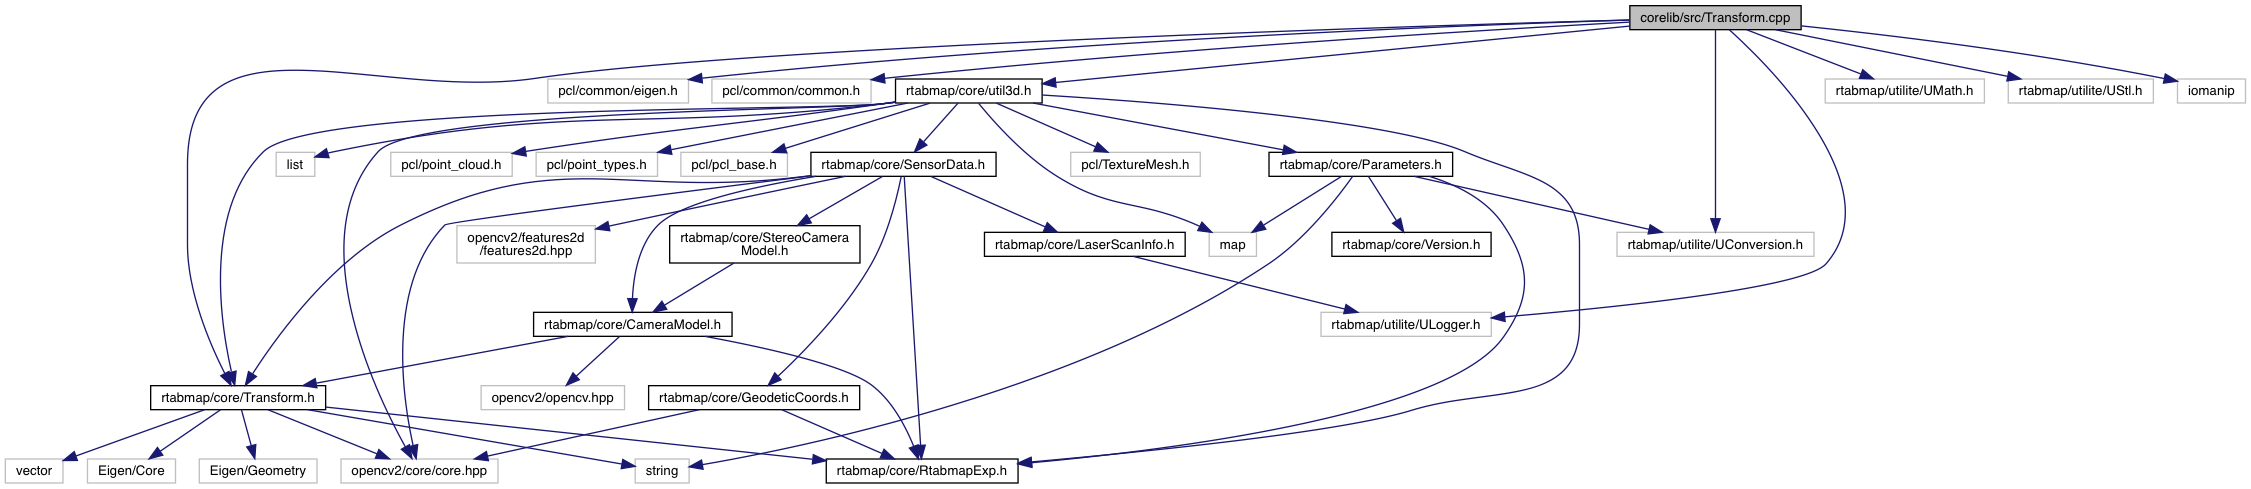 corelib/src/Transform.cpp
pcl/common/eigen.h
pcl/common/common.h
rtabmap/core/util3d.h
rtabmap/utilite/UMath.h
rtabmap/utilite/UStl.h
iomanip
list
pcl/point_cloud.h
pcl/point_types.h
pcl/pcl_base.h
rtabmap/core/SensorData.h
pcl/TextureMesh.h
rtabmap/core/Parameters.h
opencv2/features2d
/features2d.hpp
rtabmap/core/StereoCamera
Model.h
rtabmap/core/LaserScanInfo.h
map
rtabmap/core/Version.h
rtabmap/utilite/UConversion.h
rtabmap/core/CameraModel.h
rtabmap/utilite/ULogger.h
rtabmap/core/Transform.h
opencv2/opencv.hpp
rtabmap/core/GeodeticCoords.h
vector
Eigen/Core
Eigen/Geometry
opencv2/core/core.hpp
string
rtabmap/core/RtabmapExp.h